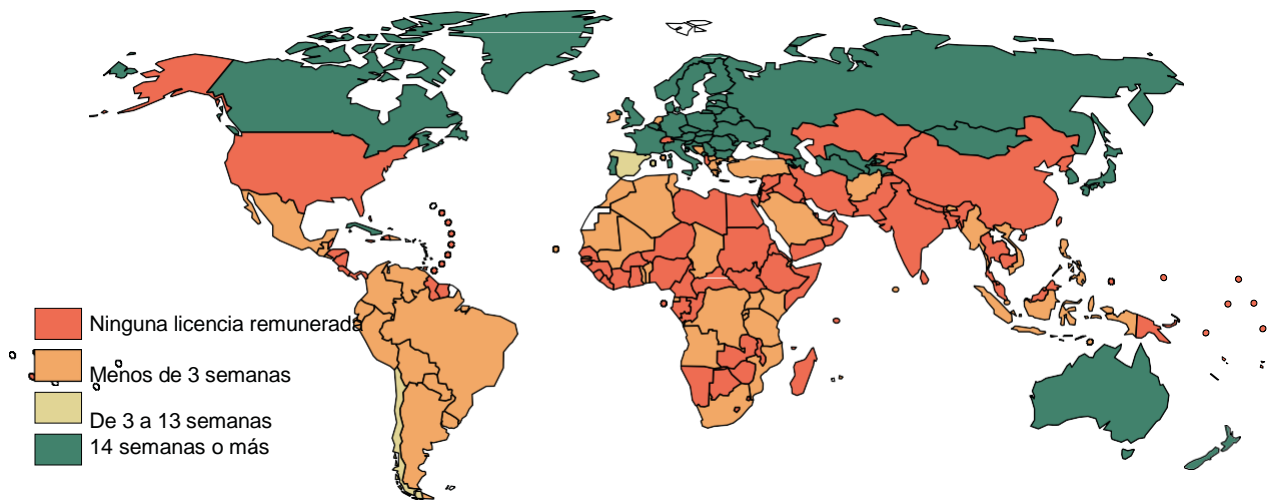 Ninguna licencia remunerada
Menos de 3 semanas
De 3 a 13 semanas
14 semanas o más